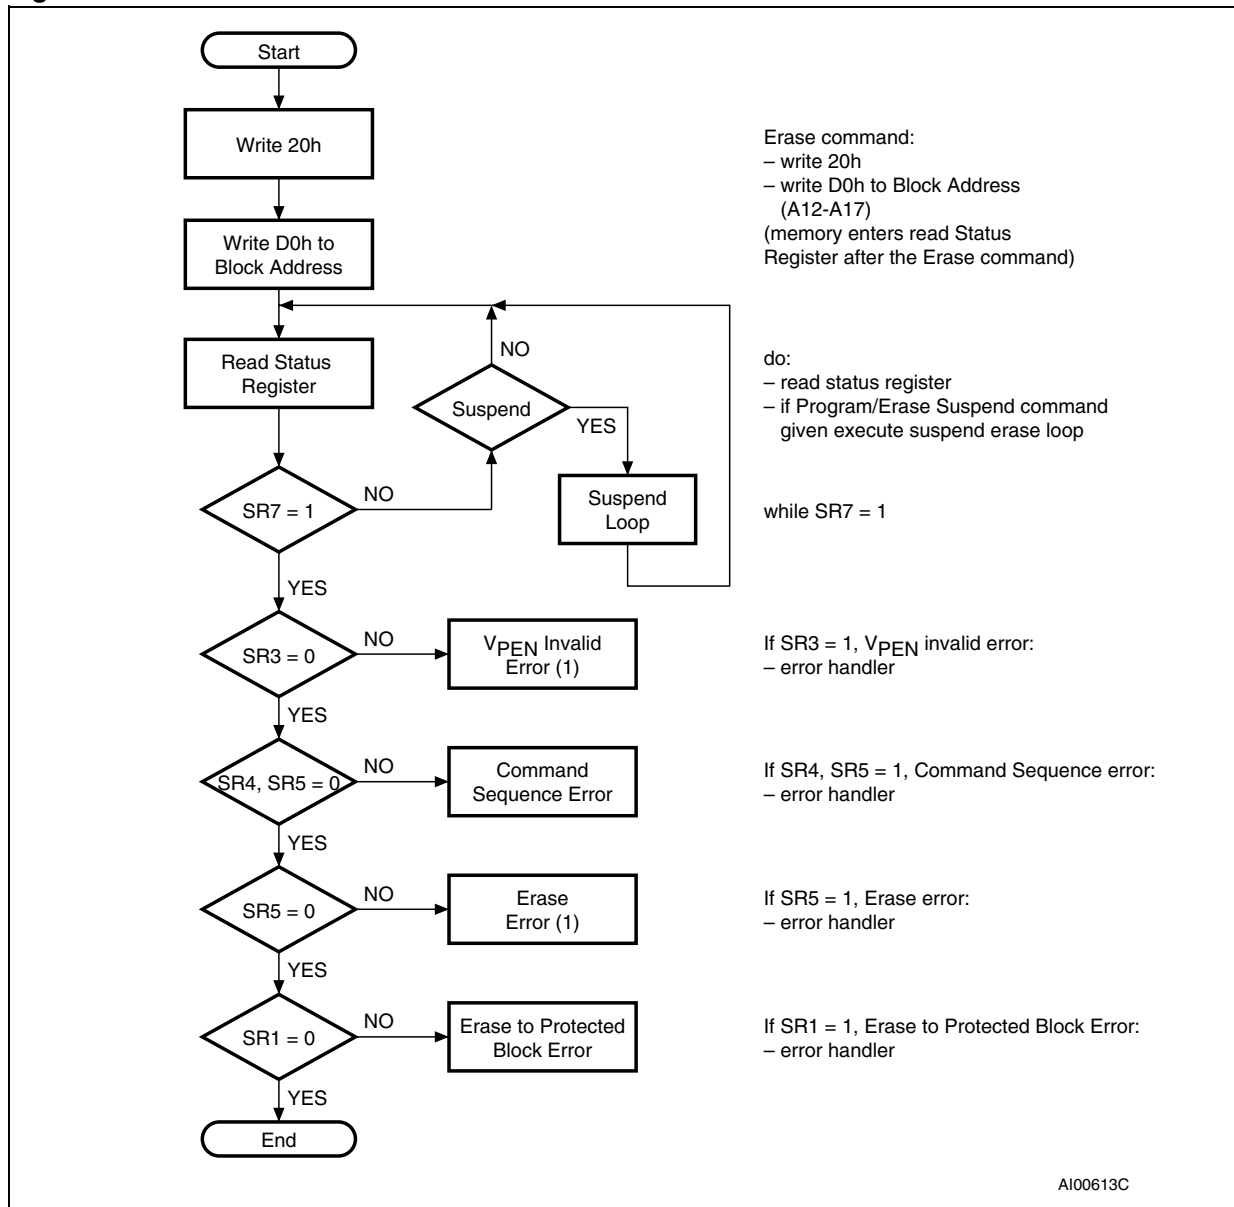 Start
Write 20h
Erase command:
– write 20h
– write D0h to Block Address
(A12-A17)
(memory enters read Status
Register after the Erase command)
Write D0h to
Block Address
Read Status
Register
NO
Suspend
YES
do:
– read status register
– if Program/Erase Suspend command
given execute suspend erase loop
SR7 = 1
NO
Suspend
Loop
while SR7 = 1
YES
SR3 = 0
NO
VPEN Invalid
Error (1)
If SR3 = 1, VPEN invalid error:
– error handler
YES
SR4, SR5 = 0
NO
Command
Sequence Error
If SR4, SR5 = 1, Command Sequence error:
– error handler
YES
SR5 = 0
NO
Erase
Error (1)
If SR5 = 1, Erase error:
– error handler
YES
SR1 = 0
NO
Erase to Protected
Block Error
If SR1 = 1, Erase to Protected Block Error:
– error handler
YES
End
AI00613C